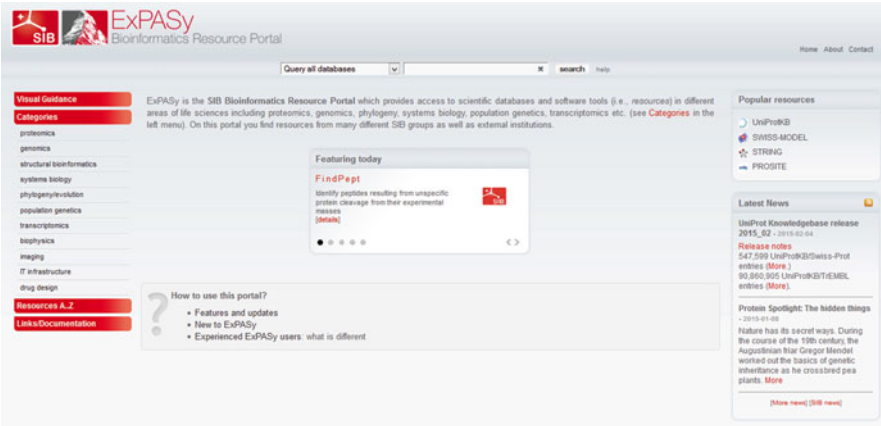 SIB
ExPASy
Bioinformatics Resource Portal
Home About Contact
Query all databases
x search help
Visual Guidance
Categories
proteomics
genomics
structural bioinformatics
systems biology
phylogeny/evolution
population genetics
transcriptomics
biophysics
imaging
IT infrastructure
drug design
Resources A..Z
Links/Documentation
ExPASy is the SIB Bioinformatics Resource Portal which provides access to scientific databases and software tools (i.e., resources) in different
areas of life sciences including proteomics, genomics, phylogeny, systems biology, population genetics, transcriptomics etc. (see Categories in the
left menu). On this portal you find resources from many different SIB groups as well as external institutions.
Featuring today
FindPept
Identify peptides resulting from unspecific
protein cleavage from their experimental
masses
[details]
SIB
< >
?
How to use this portal?
• Features and updates
• New to ExPASy
• Experienced ExPASy users: what is different
Popular resources
UniProtKB
SWISS-MODEL
STRING
PROSITE
Latest News
UniProt Knowledgebase release
2015_02 - 2015-02-04
Release notes
547,599 UniProtKB/Swiss-Prot
entries (More.)
90,860,905 UniProtKB/TrEMBL
entries (More).
Protein Spotlight: The hidden things
- 2015-01-08
Nature has its secret ways. During
the course of the 19th century, the
Augustinian friar Gregor Mendel
worked out the basics of genetic
inheritance as he crossbred pea
plants. More
[More news] [SIB news]